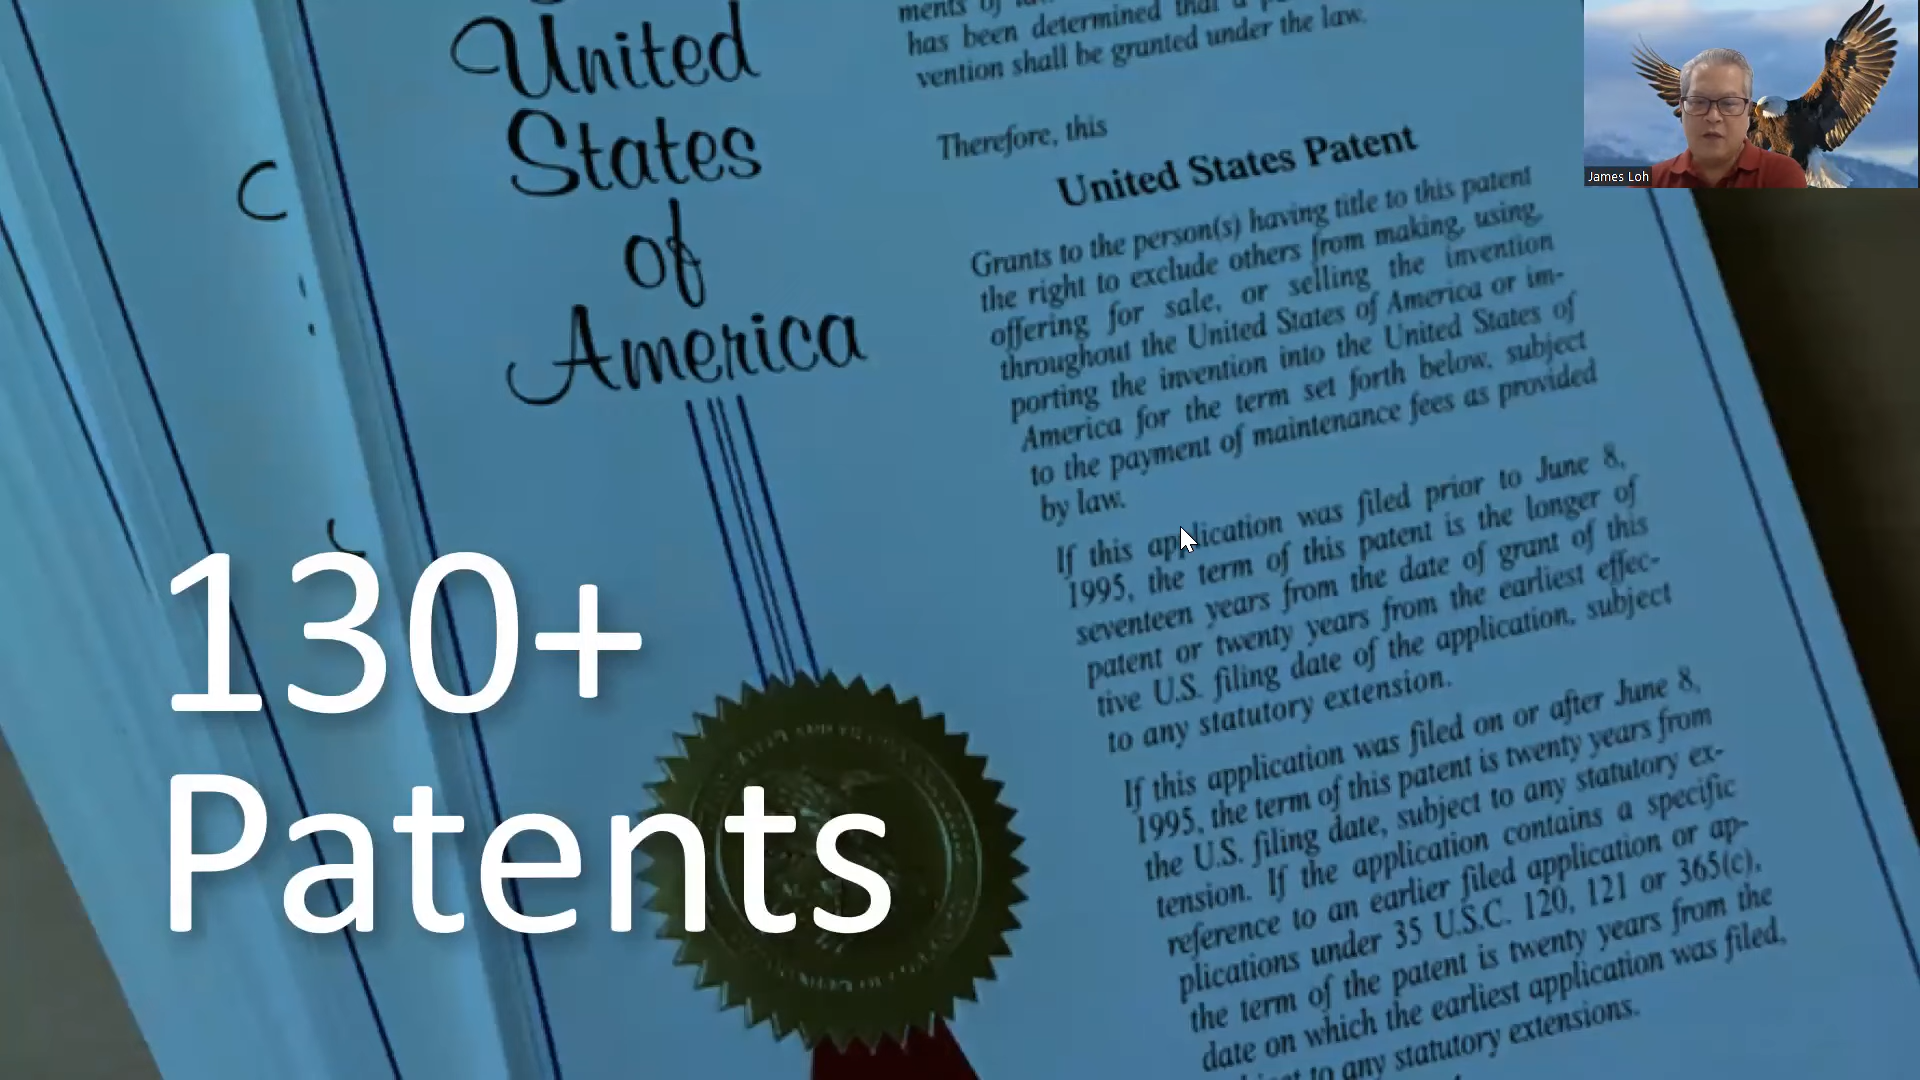 United
States
of
America
has been determined that a
vention shall be granted under the law.
Therefore, this
United States Patent
Grants to the person(s) having title to this patent
the right to exclude others from making, using,
offering for sale, or selling the invention
throughout the United States of America or im-
porting the invention into the United States of
America for the term set forth below, subject
to the payment of maintenance fees as provided
by law.
If this application was filed prior to June 8,
1995, the term of this patent is the longer of
seventeen years from the date of grant of this
patent or twenty years from the earliest effec-
tive U.S. filing date of the application, subject
to any statutory extension.
If this application was filed on or after June 8,
1995, the term of this patent is twenty years from
the U.S. filing date, subject to any statutory ex-
tension. If the application contains a specific
reference to an earlier filed application or ap-
plications under 35 U.S.C. 120, 121 or 365(c),
the term of the patent is twenty years from the
date on which the earliest application was filed,
to any statutory extensions.
130+
Patents
James Loh